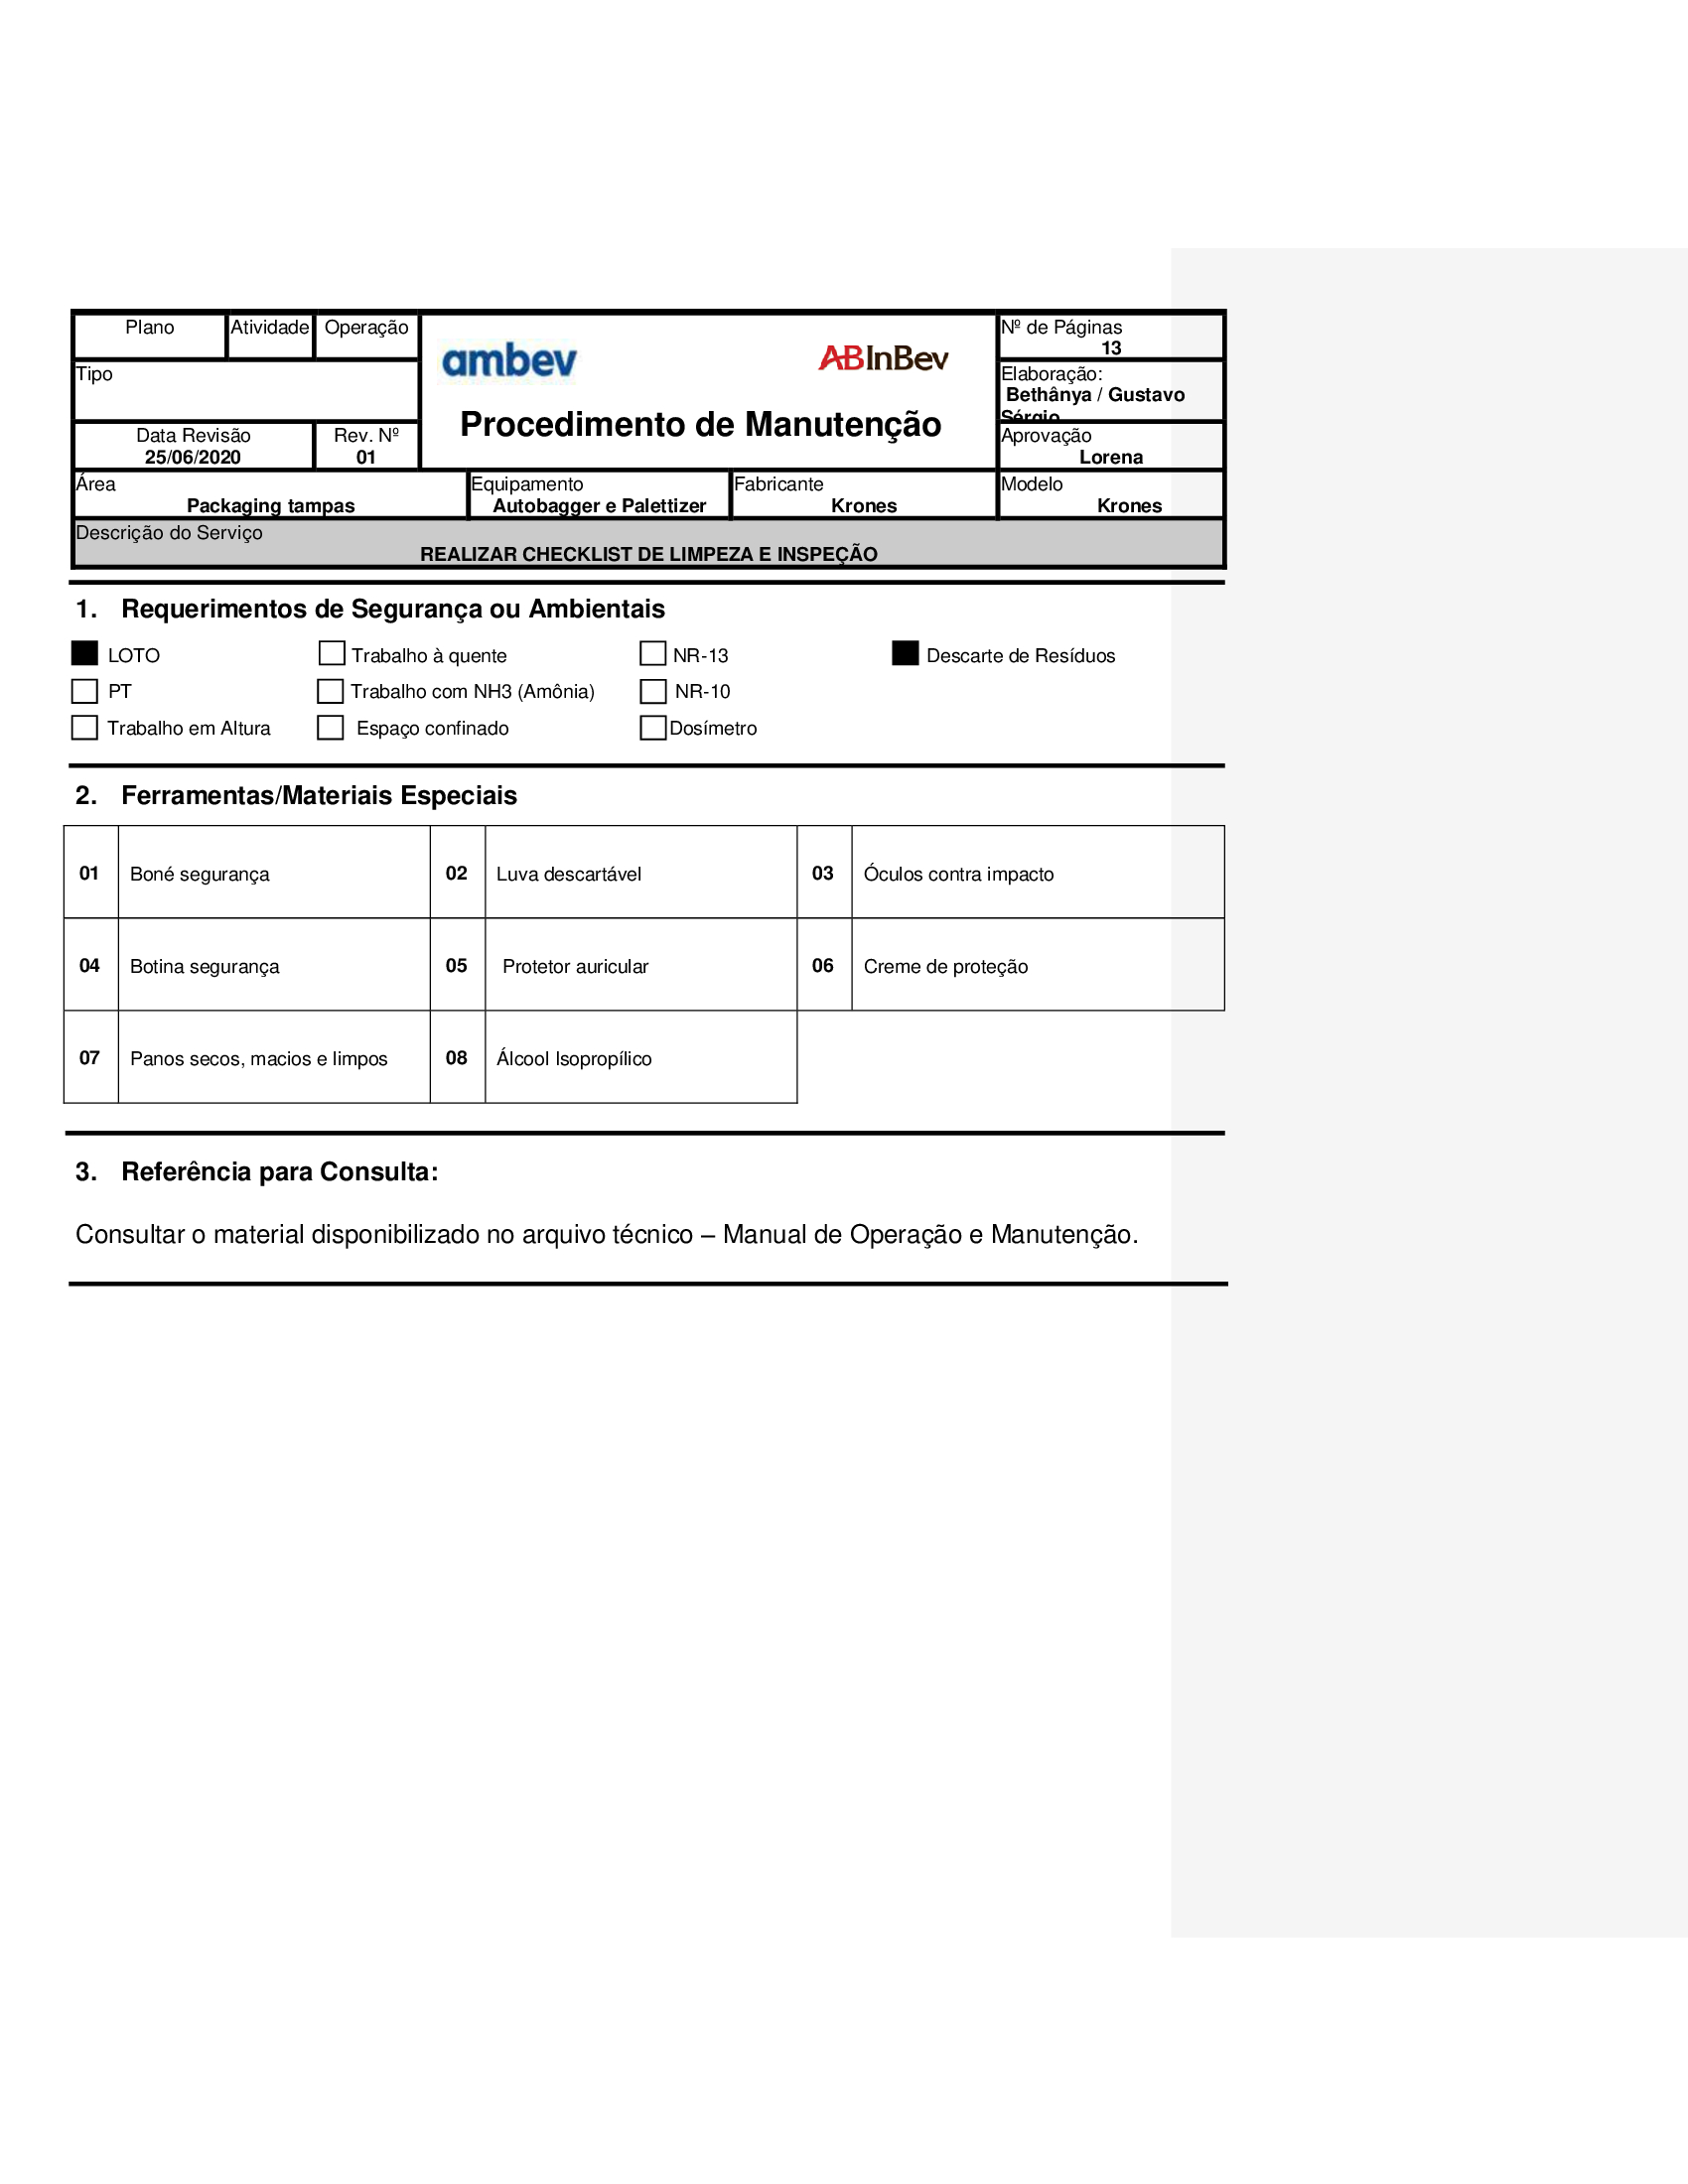 Plano Atividade Operação
Tipo
Data Revisão
25/06/2020
Rev. Nº
01
ambev
ABInBev
Procedimento de Manutenção
Nº de Páginas
13
Elaboração:
Bethânya / Gustavo
Sérgio
Aprovação
Lorena
Área
Packaging tampas
Equipamento
Autobagger e Palettizer
Fabricante
Krones
Modelo
Krones
Descrição do Serviço
REALIZAR CHECKLIST DE LIMPEZA E INSPEÇÃO
1. Requerimentos de Segurança ou Ambientais
LOTO Trabalho à quente NR-13 Descarte de Resíduos
PT Trabalho com NH3 (Amônia) NR-10
Trabalho em Altura Espaço confinado Dosímetro
2. Ferramentas/Materiais Especiais
01 Boné segurança 02 Luva descartável 03 Óculos contra impacto
04 Botina segurança 05 Protetor auricular 06 Creme de proteção
07 Panos secos, macios e limpos 08 Álcool Isopropílico
3. Referência para Consulta:
Consultar o material disponibilizado no arquivo técnico – Manual de Operação e Manutenção.